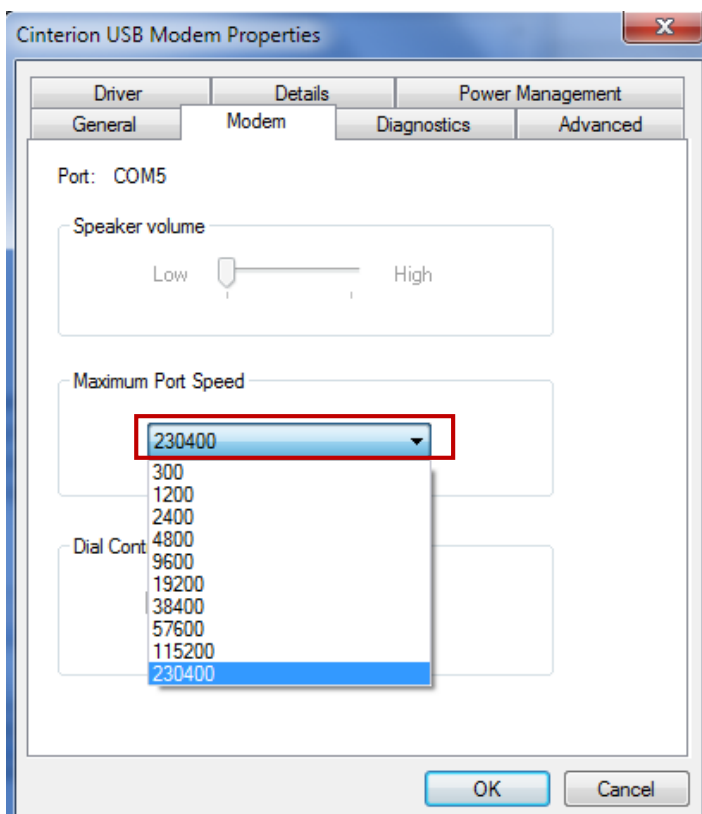 Cinterion USB Modem Properties
Driver Details Power Management
General Modem Diagnostics Advanced
Port: COM5
Speaker volume
Low High
Maximum Port Speed
230400
300
1200
2400
4800
Dial Cont
9600
19200
38400
57600
115200
230400
OK Cancel